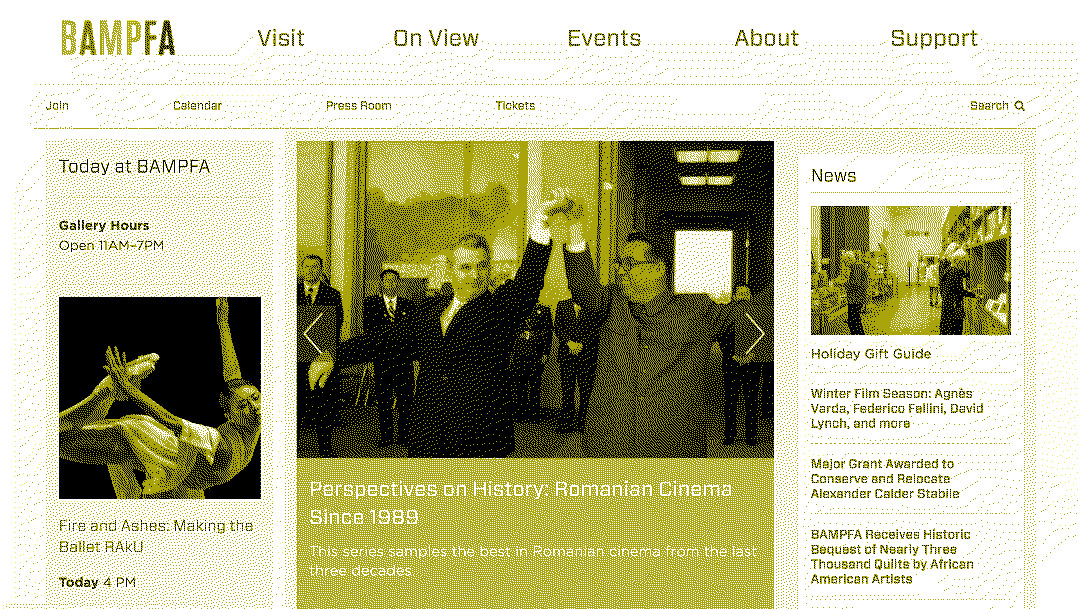 BAMPFA
Visit
On View
Events
About
Support
Join
Calendar
Press Room
Tickets
Search
Today at BAMPFA
Gallery Hours
Open 11AM–7PM
Fire and Ashes: Making the
Ballet RAkU
Today 4 PM
Perspectives on History: Romanian Cinema
Since 1989
This series samples the best in Romanian cinema from the last
three decades
News
Holiday Gift Guide
Winter Film Season: Agnès
Varda, Federico Fellini, David
Lynch, and more
Major Grant Awarded to
Conserve and Relocate
Alexander Calder Stabile
BAMPFA Receives Historic
Bequest of Nearly Three
Thousand Quilts by African
American Artists